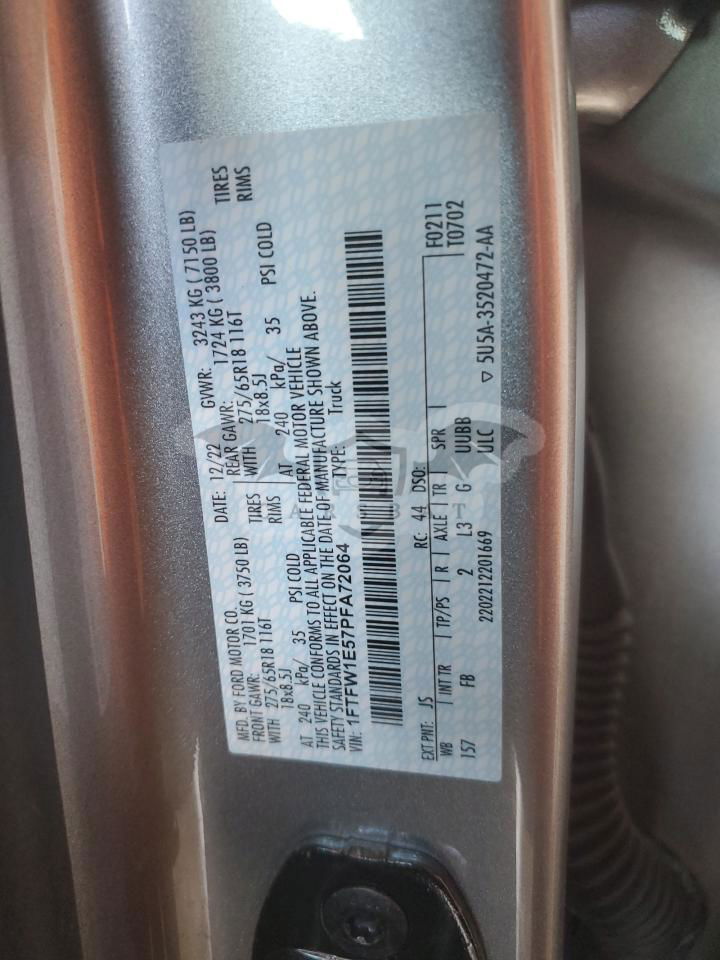 MFD. BY FORD MOTOR CO.
DATE: 12/22 GVWR: 3243 KG (7150 LB)
FRONT GAWR: 1701 KG (3750 LB) REAR GAWR: 1724 KG (3800 LB)
WITH 275/65R18 116T TIRES WITH 275/65R18 116T TIRES
18x8.5J RIMS 18x8.5J RIMS
AT 240 kPa/ 35 PSI COLD AT 240 kPa/ 35 PSI COLD
THIS VEHICLE CONFORMS TO ALL APPLICABLE FEDERAL MOTOR VEHICLE
SAFETY STANDARDS IN EFFECT ON THE DATE OF MANUFACTURE SHOWN ABOVE.
VIN: 1FTFW1E57PFA72064 TYPE: Truck
EXT PNT: JS RC: 44 DSO: F0211
WB INT TR TP/PS R AXLE TR SPR T0702
157 FB 2 L3 G UUBB
2202212201669 ULC
5U5A-3520472-AA